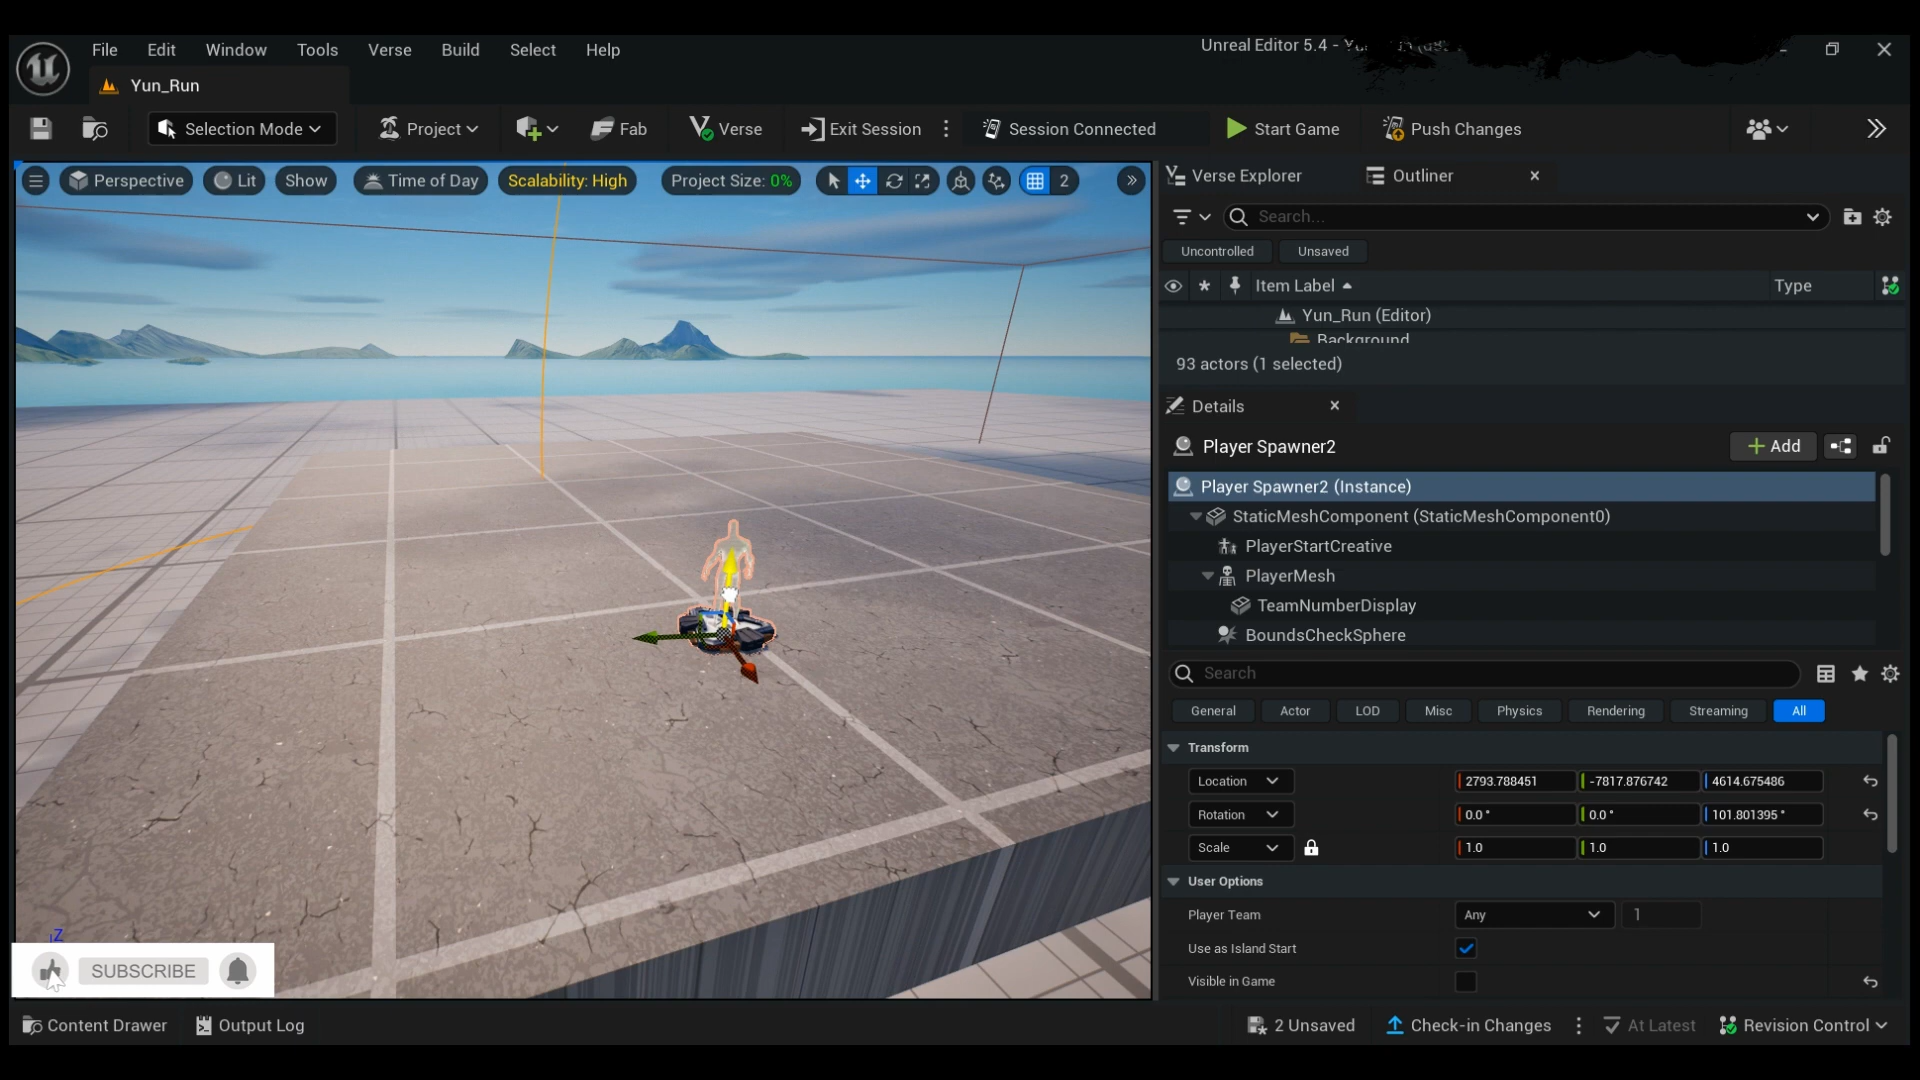 File Edit Window Tools Verse Build Select Help
Unreal Editor 5.4 -
Yun_Run
Selection Mode Project Fab Verse Exit Session Session Connected Start Game Push Changes
Perspective Lit Show Time of Day Scalability: High Project Size: 0% 2
Verse Explorer Outliner
Search...
Uncontrolled Unsaved
Item Label Type
Yun_Run (Editor)
Background
93 actors (1 selected)
Details
Player Spawner2 Add
Player Spawner2 (Instance)
StaticMeshComponent (StaticMeshComponent0)
PlayerStartCreative
PlayerMesh
TeamNumberDisplay
BoundsCheckSphere
Search
General Actor LOD Misc Physics Rendering Streaming All
Transform
Location 2793.788451 -7817.876742 4614.675486
Rotation 0.0 ° 0.0 ° 101.801395 °
Scale 1.0 1.0 1.0
User Options
Player Team Any 1
Use as Island Start
Visible in Game
Z
SUBSCRIBE
Content Drawer Output Log 2 Unsaved Check-in Changes At Latest Revision Control